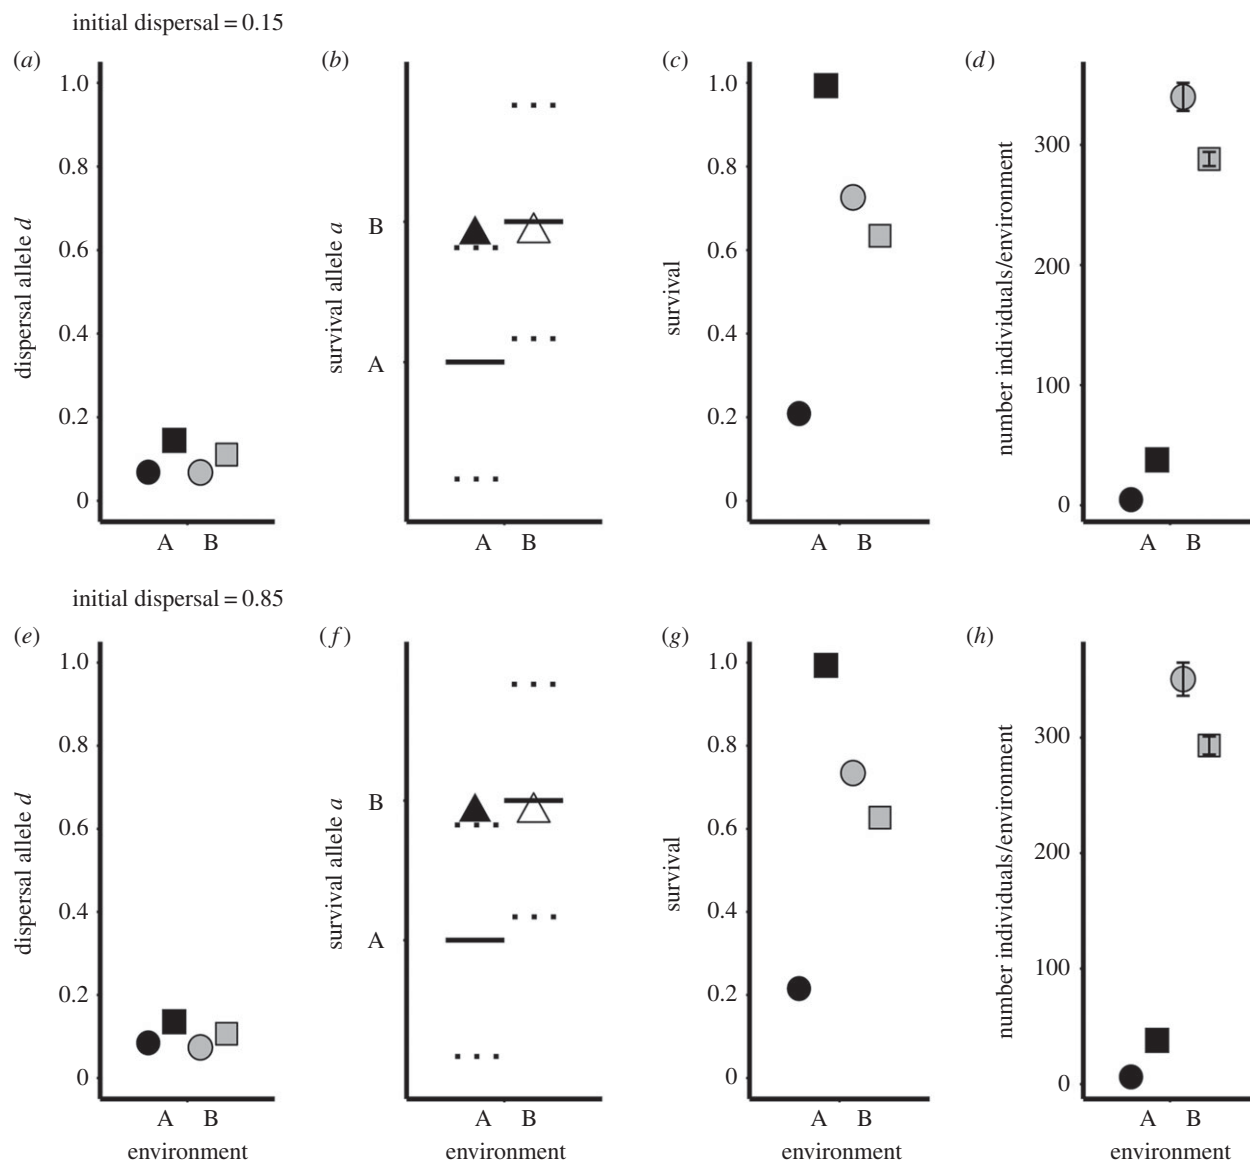 initial dispersal = 0.15
(a)
(b)
(c)
(d)
dispersal allele d
1.0
0.8
0.6
0.4
0.2
0
A B
survival allele a
B
A
A B
survival
1.0
0.8
0.6
0.4
0.2
0
A B
number individuals/environment
300
200
100
0
A B
initial dispersal = 0.85
(e)
(f)
(g)
(h)
dispersal allele d
1.0
0.8
0.6
0.4
0.2
0
A B
environment
survival allele a
B
A
A B
environment
survival
1.0
0.8
0.6
0.4
0.2
0
A B
environment
number individuals/environment
300
200
100
0
A B
environment